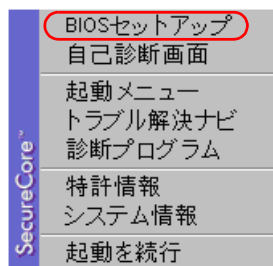 BIOSセットアップ
自己診断画面
起動メニュー
トラブル解決ナビ
診断プログラム
特許情報
システム情報
起動を続行
SecureCore™